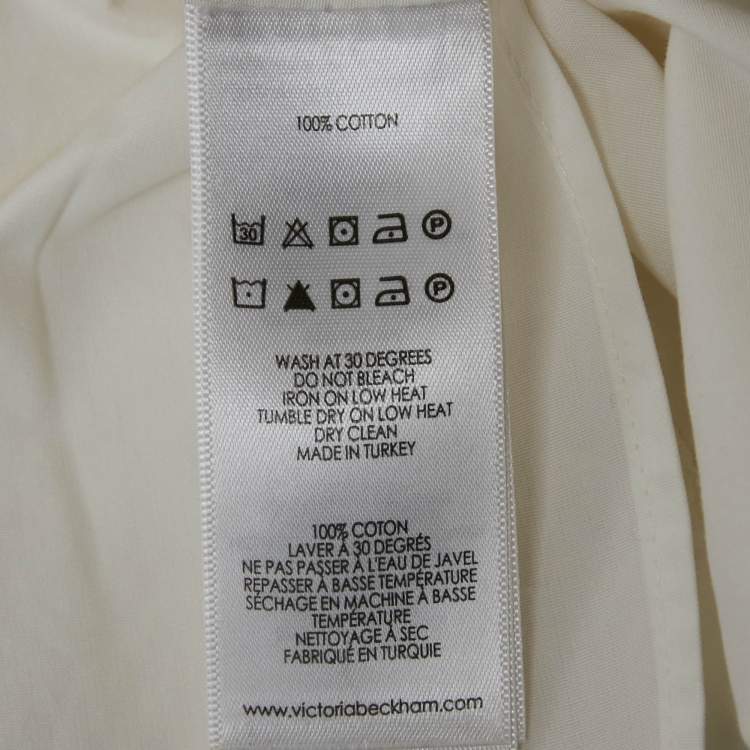 100% COTTON
30 P
P
WASH AT 30 DEGREES
DO NOT BLEACH
IRON ON LOW HEAT
TUMBLE DRY ON LOW HEAT
DRY CLEAN
MADE IN TURKEY
100% COTON
LAVER À 30 DEGRÉS
NE PAS PASSER À L'EAU DE JAVEL
REPASSER À BASSE TEMPÉRATURE
SÉCHAGE EN MACHINE À BASSE
TEMPÉRATURE
NETTOYAGE À SEC
FABRIQUÉ EN TURQUIE
www.victoriabeckham.com